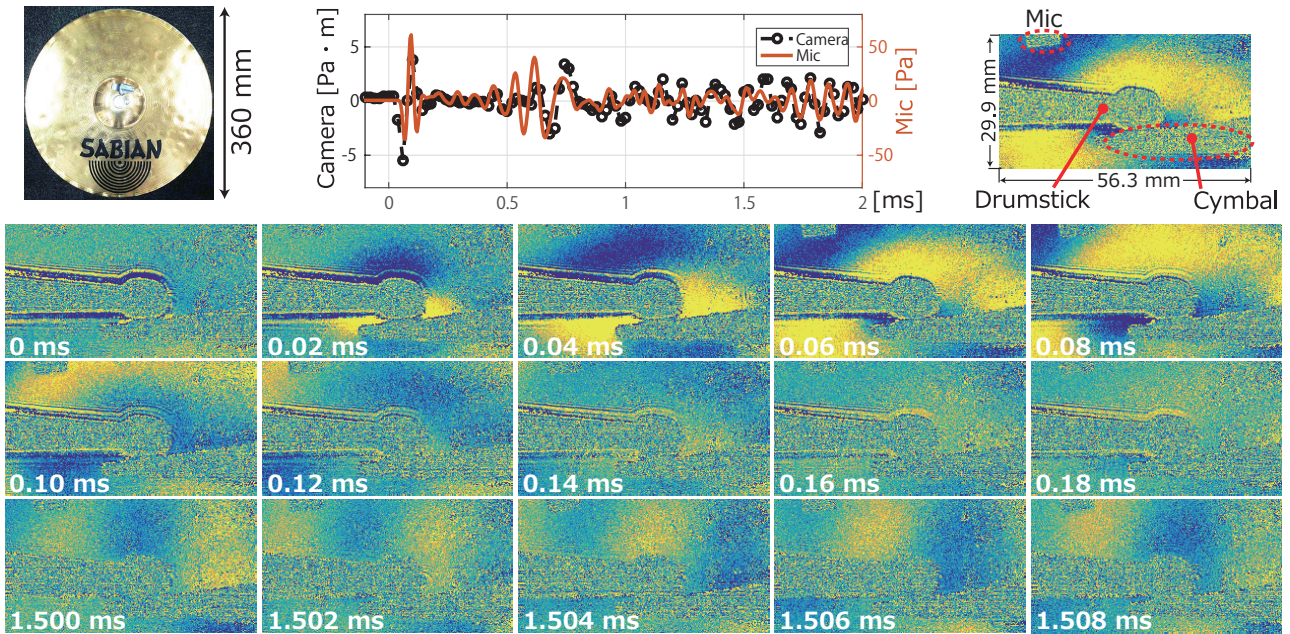 SABIAN
360 mm
Camera [Pa・m]
5
0
-5
Camera
Mic
50
0
-50
Mic [Pa]
0
0.5
1
1.5
2
[ms]
Mic
29.9 mm
56.3 mm
Drumstick
Cymbal
0 ms
0.02 ms
0.04 ms
0.06 ms
0.08 ms
0.10 ms
0.12 ms
0.14 ms
0.16 ms
0.18 ms
1.500 ms
1.502 ms
1.504 ms
1.506 ms
1.508 ms